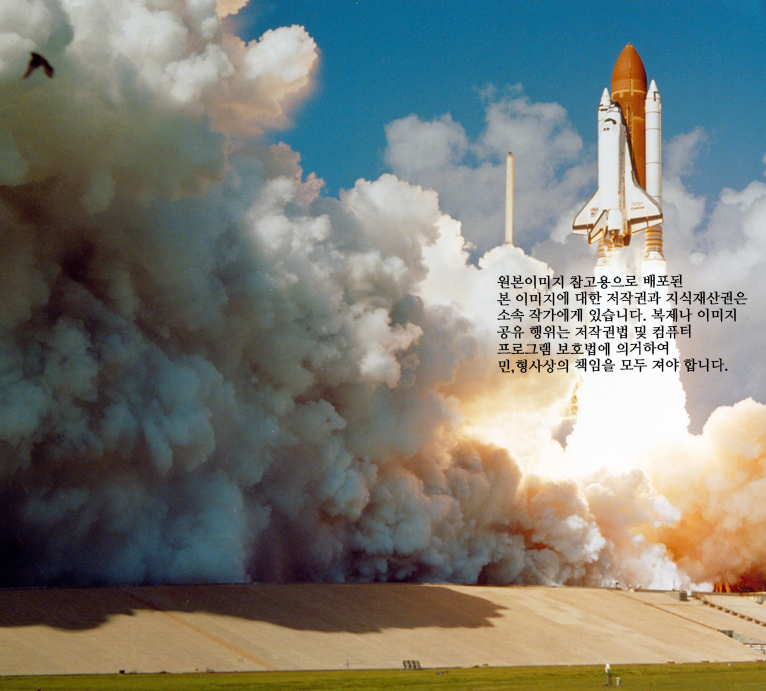 원본이미지 참고용으로 배포된
본 이미지에 대한 저작권과 지식재산권은
소속 작가에게 있습니다. 복제나 이미지
공유 행위는 저작권법 및 컴퓨터
프로그램 보호법에 의거하여
민,형사상의 책임을 모두 져야 합니다.